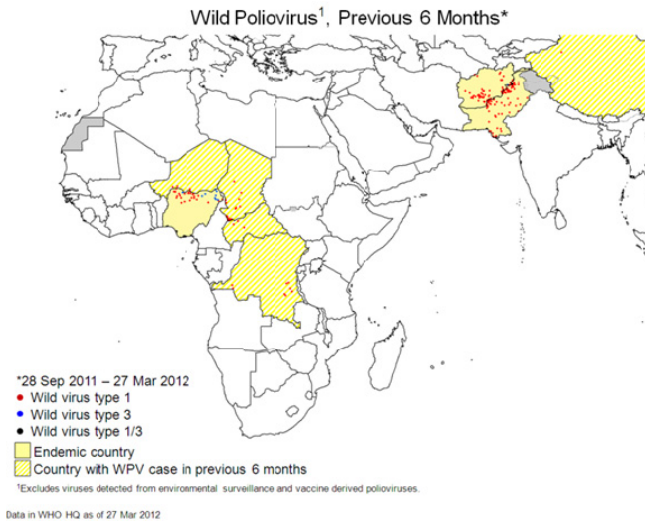 Wild Poliovirus¹, Previous 6 Months*
*28 Sep 2011 – 27 Mar 2012
Wild virus type 1
Wild virus type 3
Wild virus type 1/3
Endemic country
Country with WPV case in previous 6 months
¹Excludes viruses detected from environmental surveillance and vaccine derived polioviruses.
Data in WHO HQ as of 27 Mar 2012